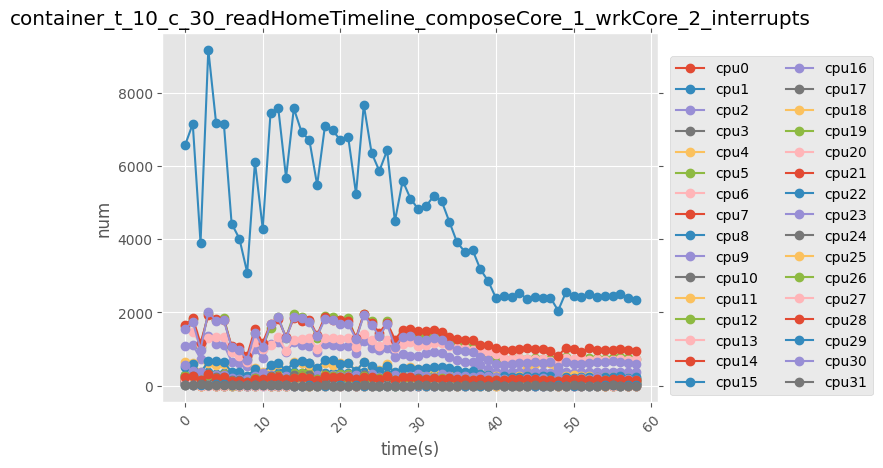 container_t_10_c_30_readHomeTimeline_composeCore_1_wrkCore_2_interrupts
num
8000
6000
4000
2000
0
0
10
20
30
40
50
60
time(s)
cpu0
cpu1
cpu2
cpu3
cpu4
cpu5
cpu6
cpu7
cpu8
cpu9
cpu10
cpu11
cpu12
cpu13
cpu14
cpu15
cpu16
cpu17
cpu18
cpu19
cpu20
cpu21
cpu22
cpu23
cpu24
cpu25
cpu26
cpu27
cpu28
cpu29
cpu30
cpu31